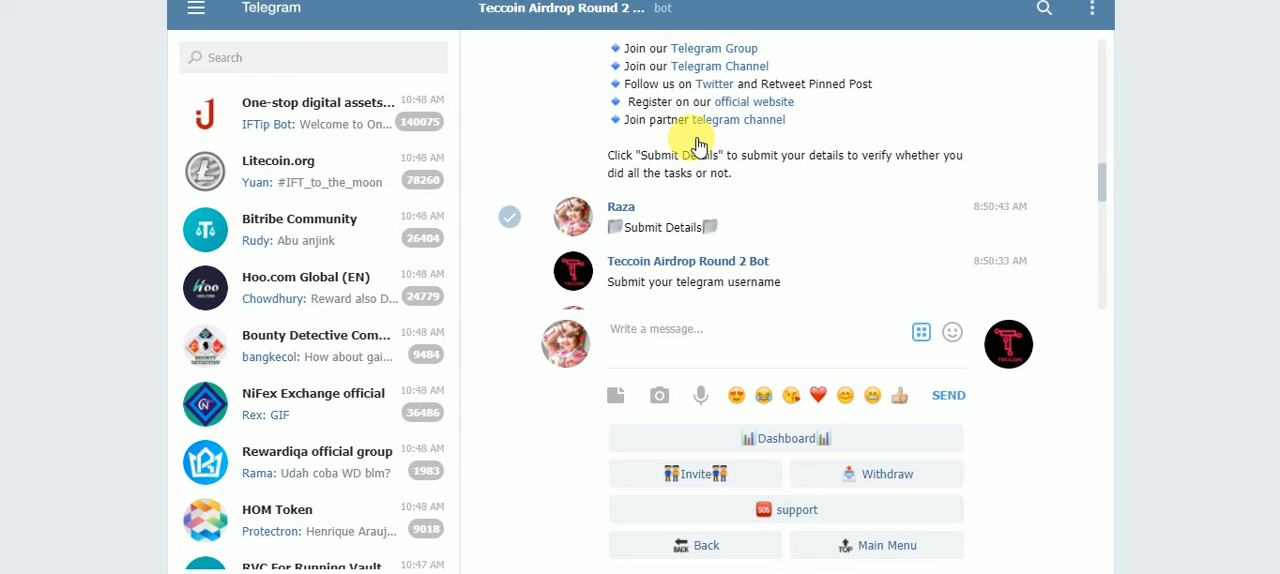 Telegram
Teccoin Airdrop Round 2 ... bot
Search
One-stop digital assets... 10:48 AM
IFTip Bot: Welcome to On... 140075
Litecoin.org 10:48 AM
Yuan: #IFT_to_the_moon 78260
Bitribe Community 10:48 AM
Rudy: Abu anjink 26404
Hoo.com Global (EN) 10:48 AM
Chowdhury: Reward also D... 24779
Bounty Detective Com... 10:48 AM
bangkecol: How about gai... 9484
NiFex Exchange official 10:48 AM
Rex: GIF 36486
Rewardiqa official group 10:48 AM
Rama: Udah coba WD blm? 1983
HOM Token 10:48 AM
Protectron: Henrique Arauj... 9018
RVC For Running Vault 10:47 AM
Join our Telegram Group
Join our Telegram Channel
Follow us on Twitter and Retweet Pinned Post
Register on our official website
Join partner telegram channel
Click "Submit Details" to submit your details to verify whether you
did all the tasks or not.
Raza 8:50:43 AM
Submit Details
Teccoin Airdrop Round 2 Bot 8:50:33 AM
Submit your telegram username
Write a message...
TECCOIN
SEND
Dashboard
Invite
Withdraw
SOS support
BACK Back
TOP Main Menu